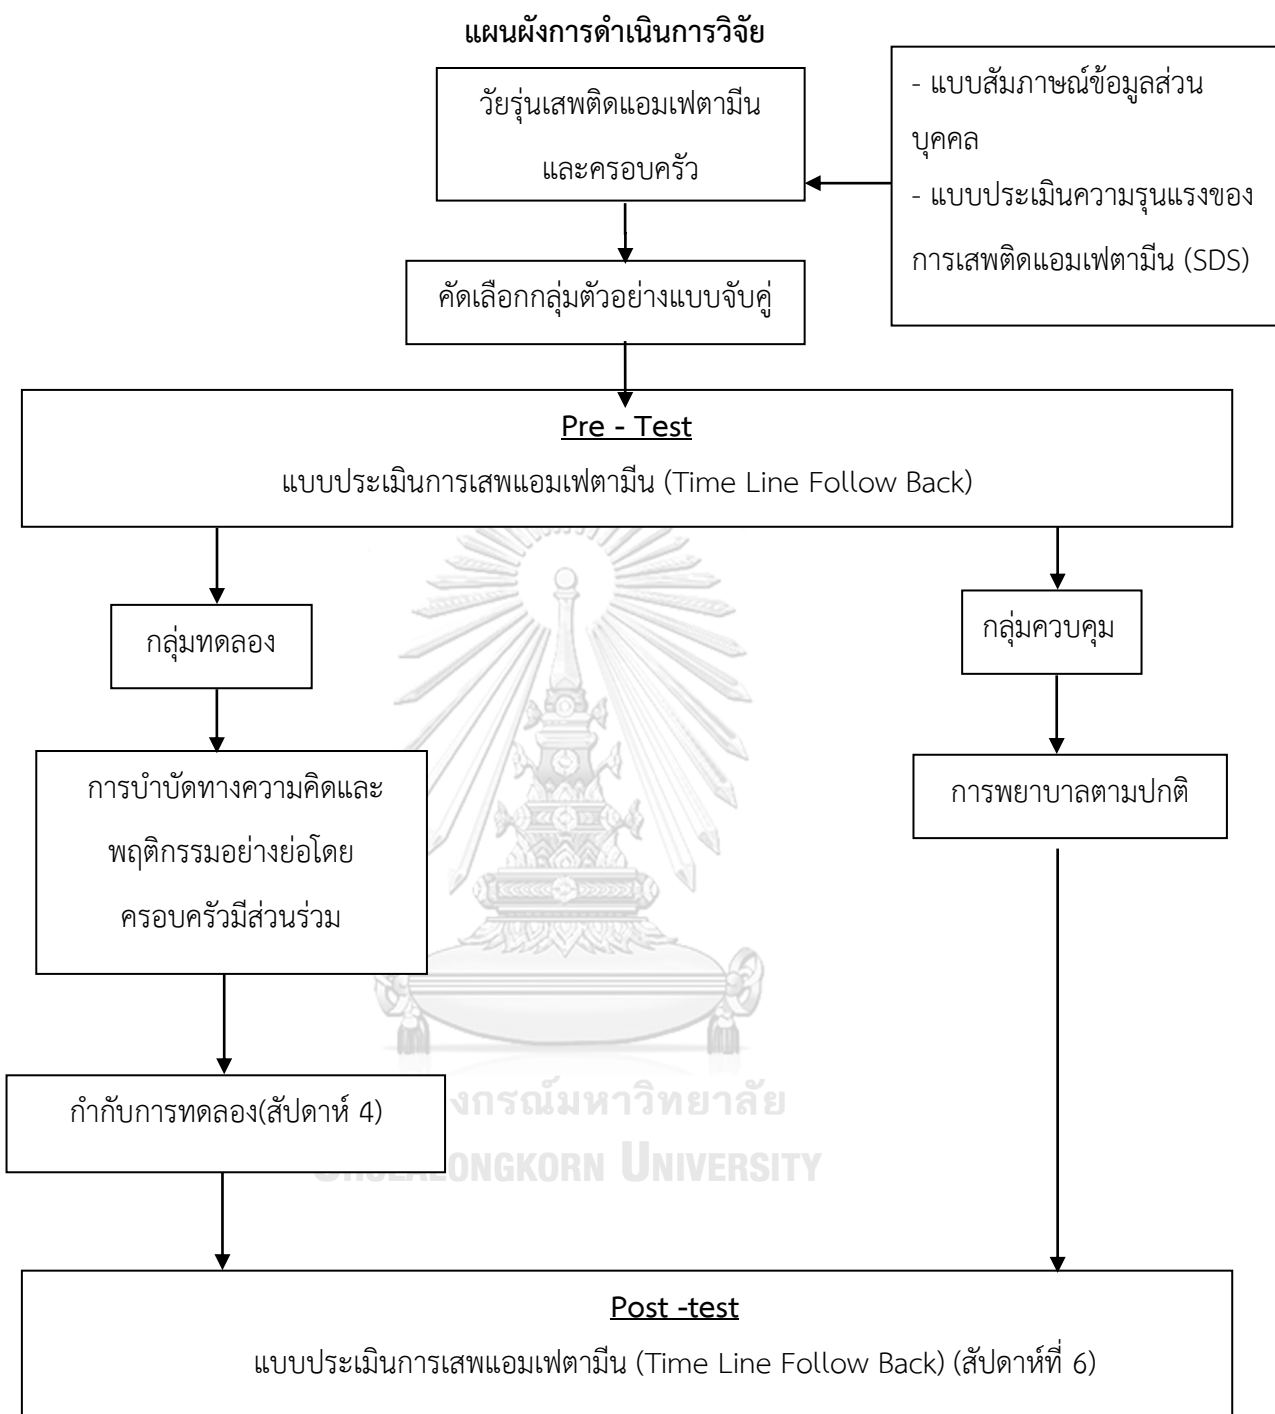 แผนผังการดำเนินการวิจัย
วัยรุ่นเสพติดแอมเฟตามีน
และครอบครัว
- แบบสัมภาษณ์ข้อมูลส่วน
บุคคล
- แบบประเมินความรุนแรงของ
การเสพติดแอมเฟตามีน (SDS)
คัดเลือกกลุ่มตัวอย่างแบบจับคู่
Pre - Test
แบบประเมินการเสพแอมเฟตามีน (Time Line Follow Back)
กลุ่มทดลอง
กลุ่มควบคุม
การบำบัดทางความคิดและ
พฤติกรรมอย่างย่อโดย
ครอบครัวมีส่วนร่วม
การพยาบาลตามปกติ
กำกับการทดลอง(สัปดาห์ 4)
งกรณ์มหาวิทยาลัย
ONGKORN UNIVERSITY
Post -test
แบบประเมินการเสพแอมเฟตามีน (Time Line Follow Back) (สัปดาห์ที่ 6)